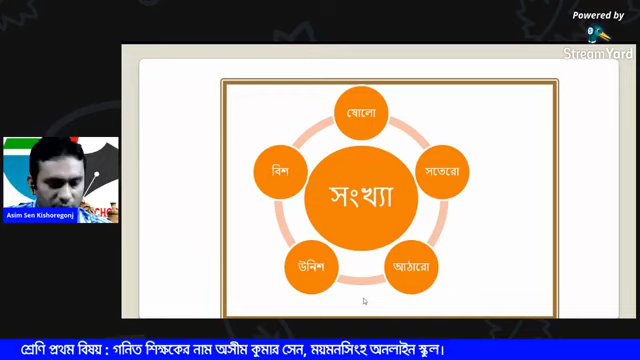 Powered by
StreamYard
ষোলো
বিশ
সতেরো
সংখ্যা
উনিশ
আঠারো
Asim Sen Kishoregonj
শ্রেণি প্রথম বিষয় : গনিত শিক্ষকের নাম অসীম কুমার সেন, ময়মনসিংহ অনলাইন স্কুল।